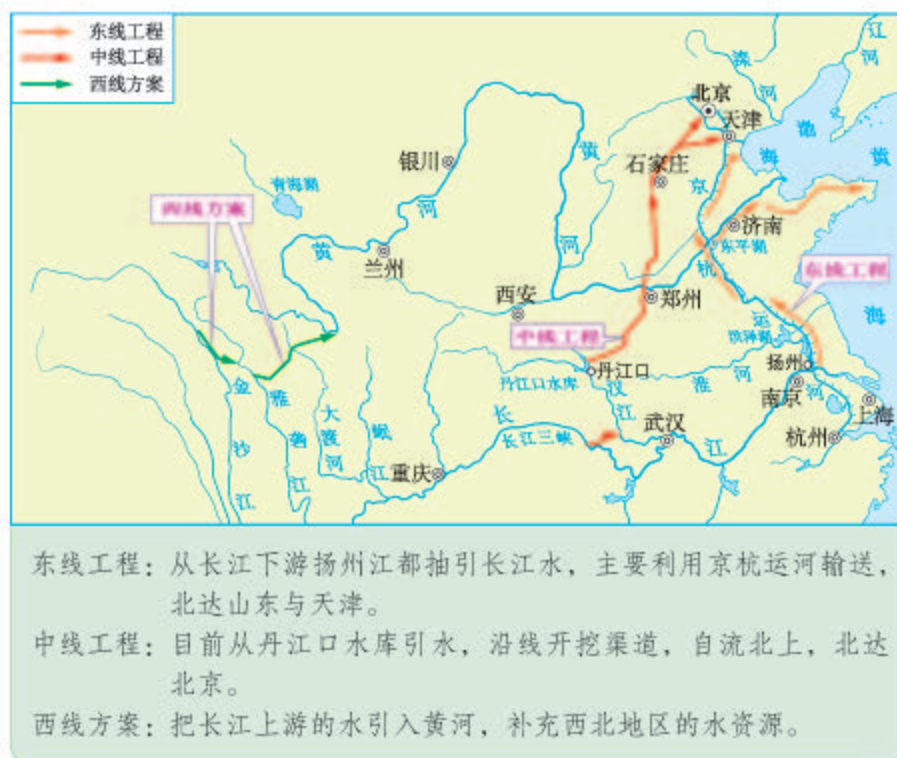 东线工程
中线工程
西线方案
辽河
滦河
北京
天津
渤海
黄海
银川
青海湖
石家庄
西线方案
黄河
黄河
京杭运河
济南
东平湖
兰州
西安
郑州
东线工程
中线工程
洪泽湖
扬州
丹江口
丹江口水库
汉江
淮河
南京
上海
金沙江
雅砻江
大渡河
岷江
长江
长江三峡
武汉
杭州
重庆
东线工程：从长江下游扬州江都抽引长江水，主要利用京杭运河输送，
北达山东与天津。
中线工程：目前从丹江口水库引水，沿线开挖渠道，自流北上，北达
北京。
西线方案：把长江上游的水引入黄河，补充西北地区的水资源。